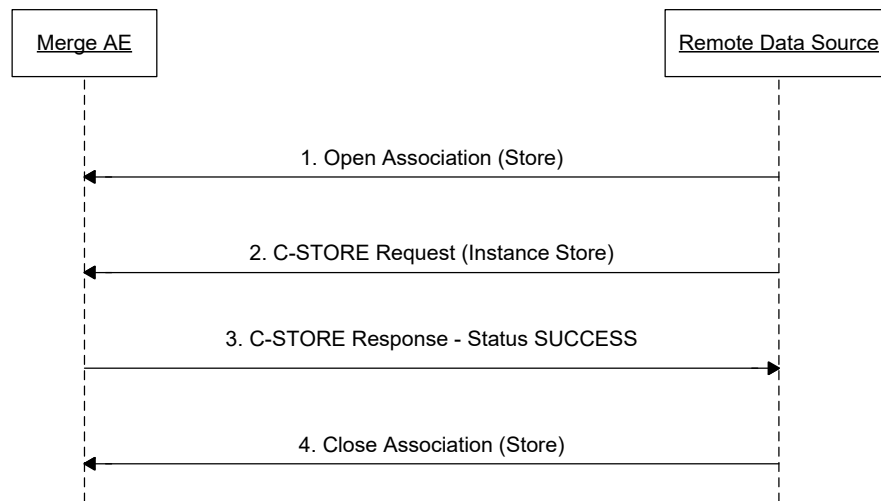 Merge AE
Remote Data Source
1. Open Association (Store)
2. C-STORE Request (Instance Store)
3. C-STORE Response - Status SUCCESS
4. Close Association (Store)